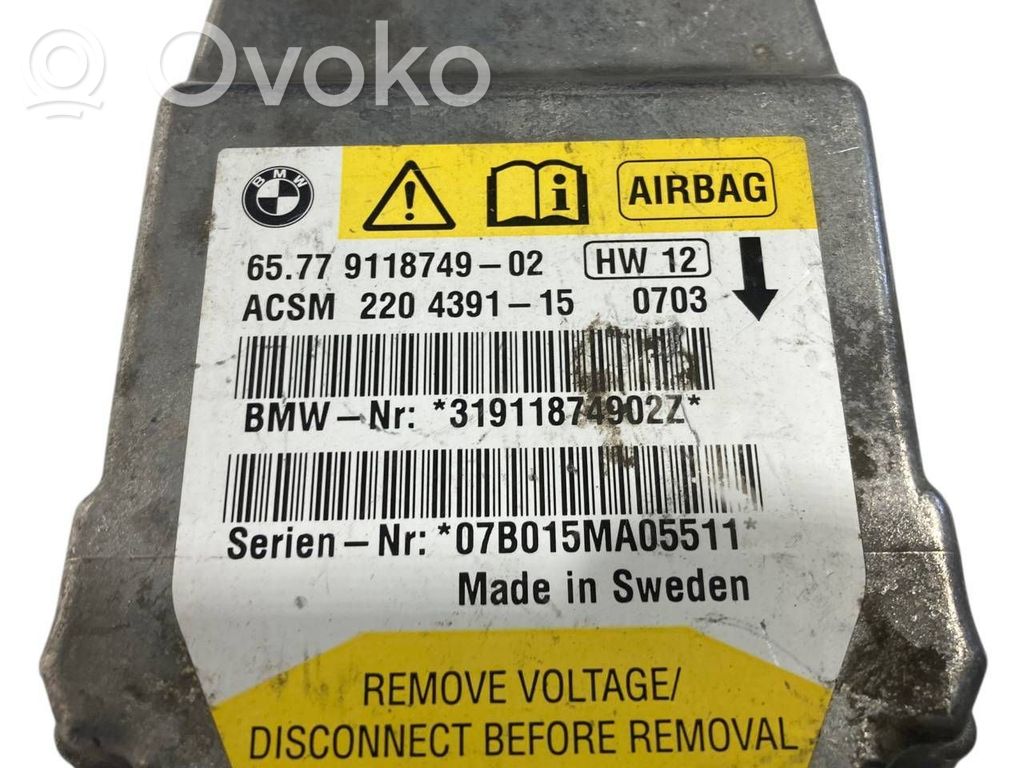 Ovoko
BMW
AIRBAG
65.77 9118749-02 HW 12
ACSM 220 4391-15 0703
BMW-Nr: *31911874902Z*
Serien-Nr: *07B015MA05511*
Made in Sweden
REMOVE VOLTAGE/
DISCONNECT BEFORE REMOVAL